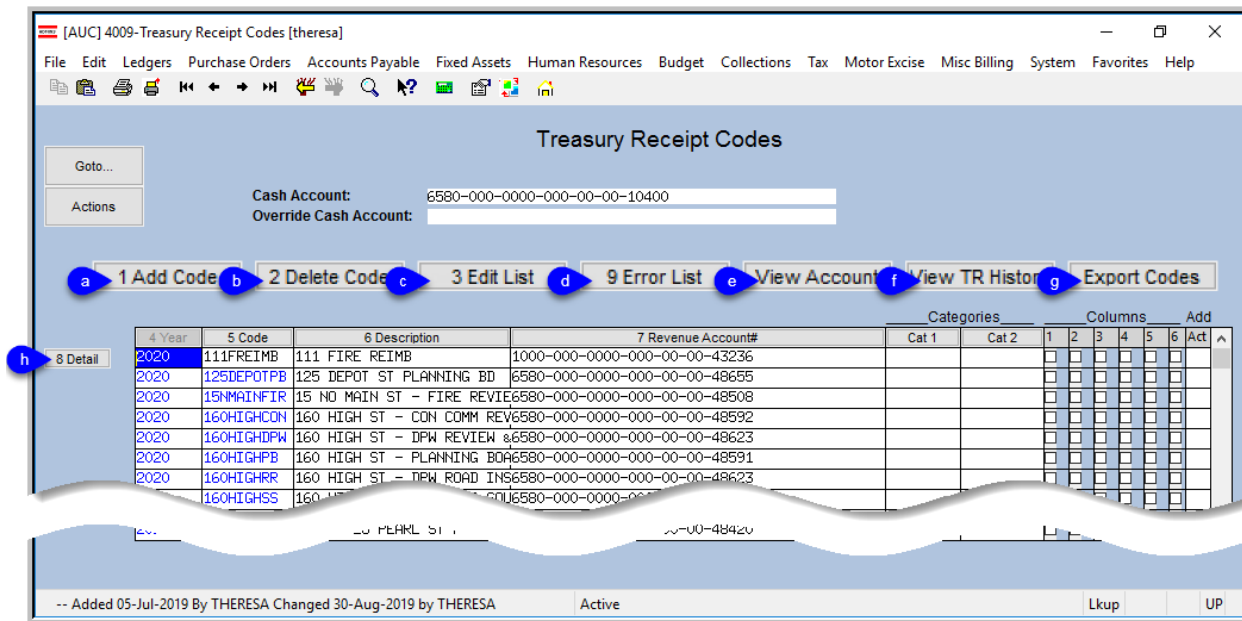 [AUC] 4009-Treasury Receipt Codes [theresa]
File Edit Ledgers Purchase Orders Accounts Payable Fixed Assets Human Resources Budget Collections Tax Motor Excise Misc Billing System Favorites Help
Treasury Receipt Codes
Goto...
Actions
Cash Account: 6580-000-0000-000-00-00-10400
Override Cash Account:
a 1 Add Code b 2 Delete Code c 3 Edit List d 9 Error List e View Account f View TR Histor g Export Codes
Categories Columns Add
4 Year 5 Code 6 Description 7 Revenue Account# Cat 1 Cat 2 1 2 3 4 5 6 Act
h 8 Detail 2020 111FREIMB 111 FIRE REIMB 1000-000-0000-000-00-00-43236
2020 125DEPOTPB 125 DEPOT ST PLANNING BD 6580-000-0000-000-00-00-48655
2020 15NMAINFIR 15 NO MAIN ST - FIRE REVIE 6580-000-0000-000-00-00-48508
2020 160HIGHCON 160 HIGH ST - CON COMM REV 6580-000-0000-000-00-00-48592
2020 160HIGHDPW 160 HIGH ST - DPW REVIEW & 6580-000-0000-000-00-00-48623
2020 160HIGHPB 160 HIGH ST - PLANNING BOA 6580-000-0000-000-00-00-48591
2020 160HIGHRR 160 HIGH ST - DPW ROAD INS 6580-000-0000-000-00-00-48623
160HIGHSS 160 6580-000-0000-
PEARL ST -00-48420
-- Added 05-Jul-2019 By THERESA Changed 30-Aug-2019 by THERESA Active Lkup UP